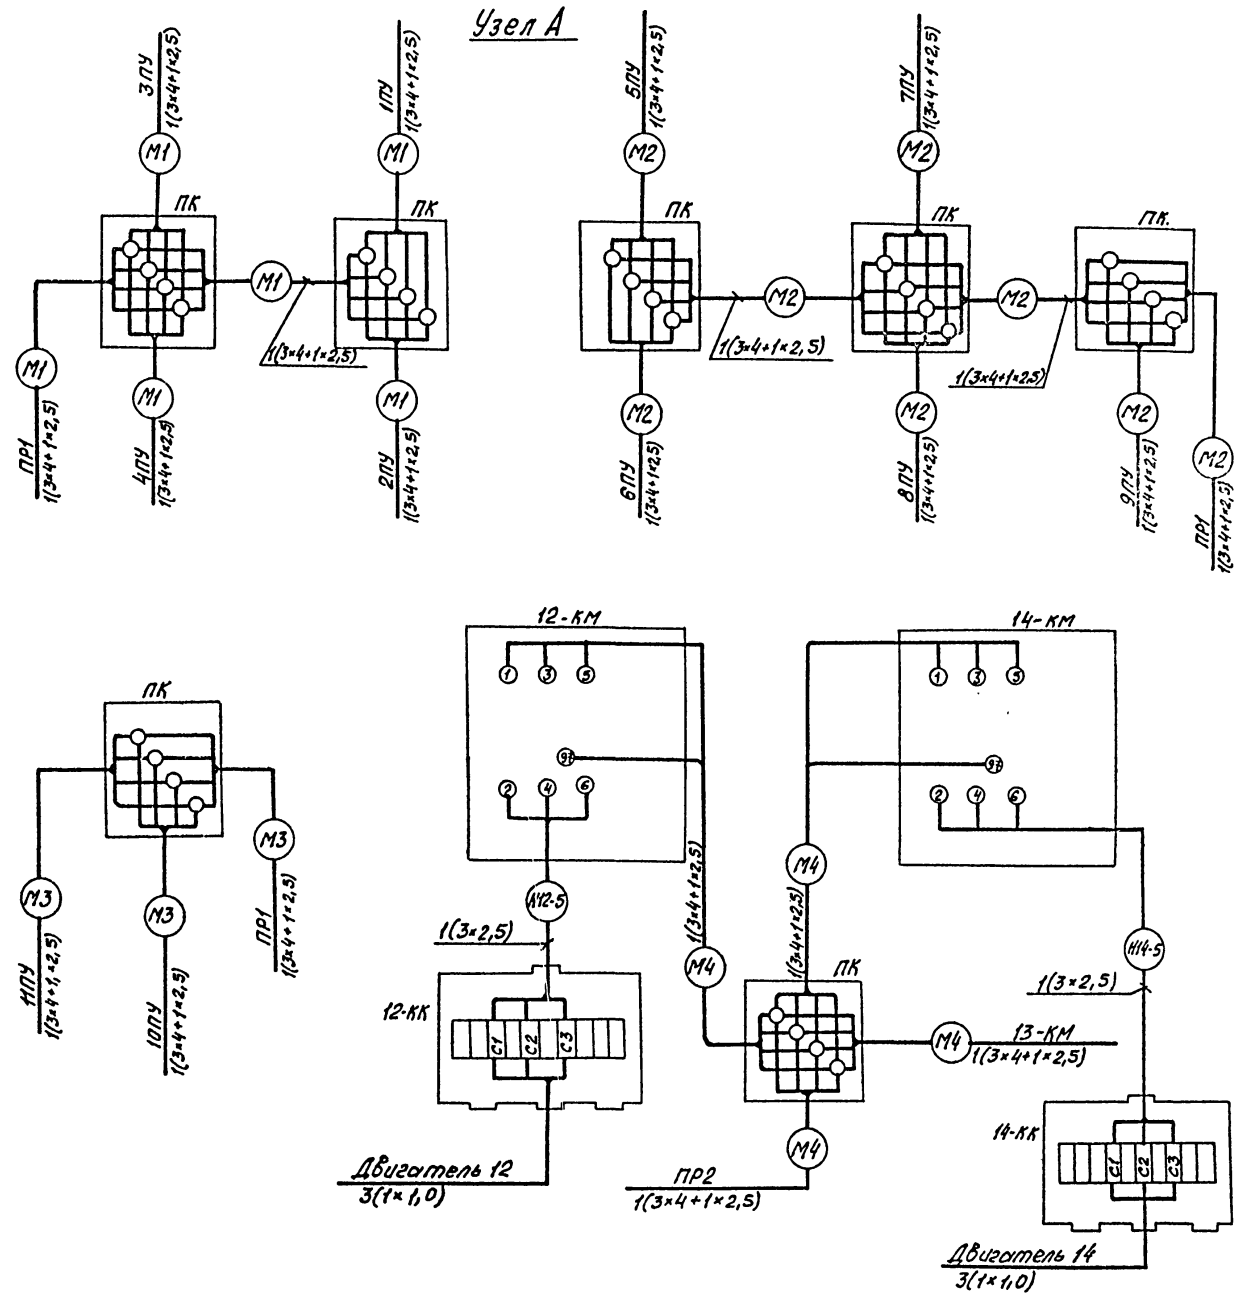 Узел А
3ПУ
1(3×4+1×2,5)
М1
ПК
М1
1(3×4+1×2,5)
М1
ПР1
1(3×4+1×2,5)
М1
4ПУ
1(3×4+1×2,5)
1ПУ
1(3×4+1×2,5)
М1
ПК
М1
2ПУ
1(3×4+1×2,5)
5ПУ
1(3×4+1×2,5)
М2
ПК
М2
1(3×4+1×2,5)
М2
6ПУ
1(3×4+1×2,5)
7ПУ
1(3×4+1×2,5)
М2
ПК
М2
1(3×4+1×2,5)
М2
8ПУ
1(3×4+1×2,5)
ПК.
М2
9ПУ
1(3×4+1×2,5)
М2
ПР1
1(3×4+1×2,5)
ПК
М3
11ПУ
1(3×4+1,×2,5)
М3
10ПУ
1(3×4+1×2,5)
М3
ПР1
1(3×4+1×2,5)
12-КМ
1 3 5
97
2 4 6
1(3×4+1×2,5)
М4
1(3×2,5)
12-КК
С1 С2 С3
Двигатель 12
3(1×1,0)
14-КМ
1 3 5
97
2 4 6
М4
1(3×4+1×2,5)
ПК
М4
13-КМ
1(3×4+1×2,5)
М4
ПР2
1(3×4+1×2,5)
Н14-5
1(3×2,5)
14-КК
С1 С2 С3
Двигатель 14
3(1×1,0)